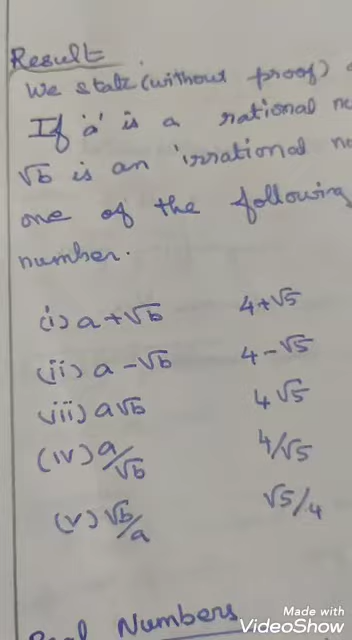 Result
We state (without proof)
If 'a' is a rational
√b is an irrational
one of the following
number.
(i) a + √b 4 + √5
(ii) a - √b 4 - √5
(iii) a√b 4√5
(iv) a/√b 4/√5
(v) √b/a √5/4
Real Numbers
Made with
VideoShow